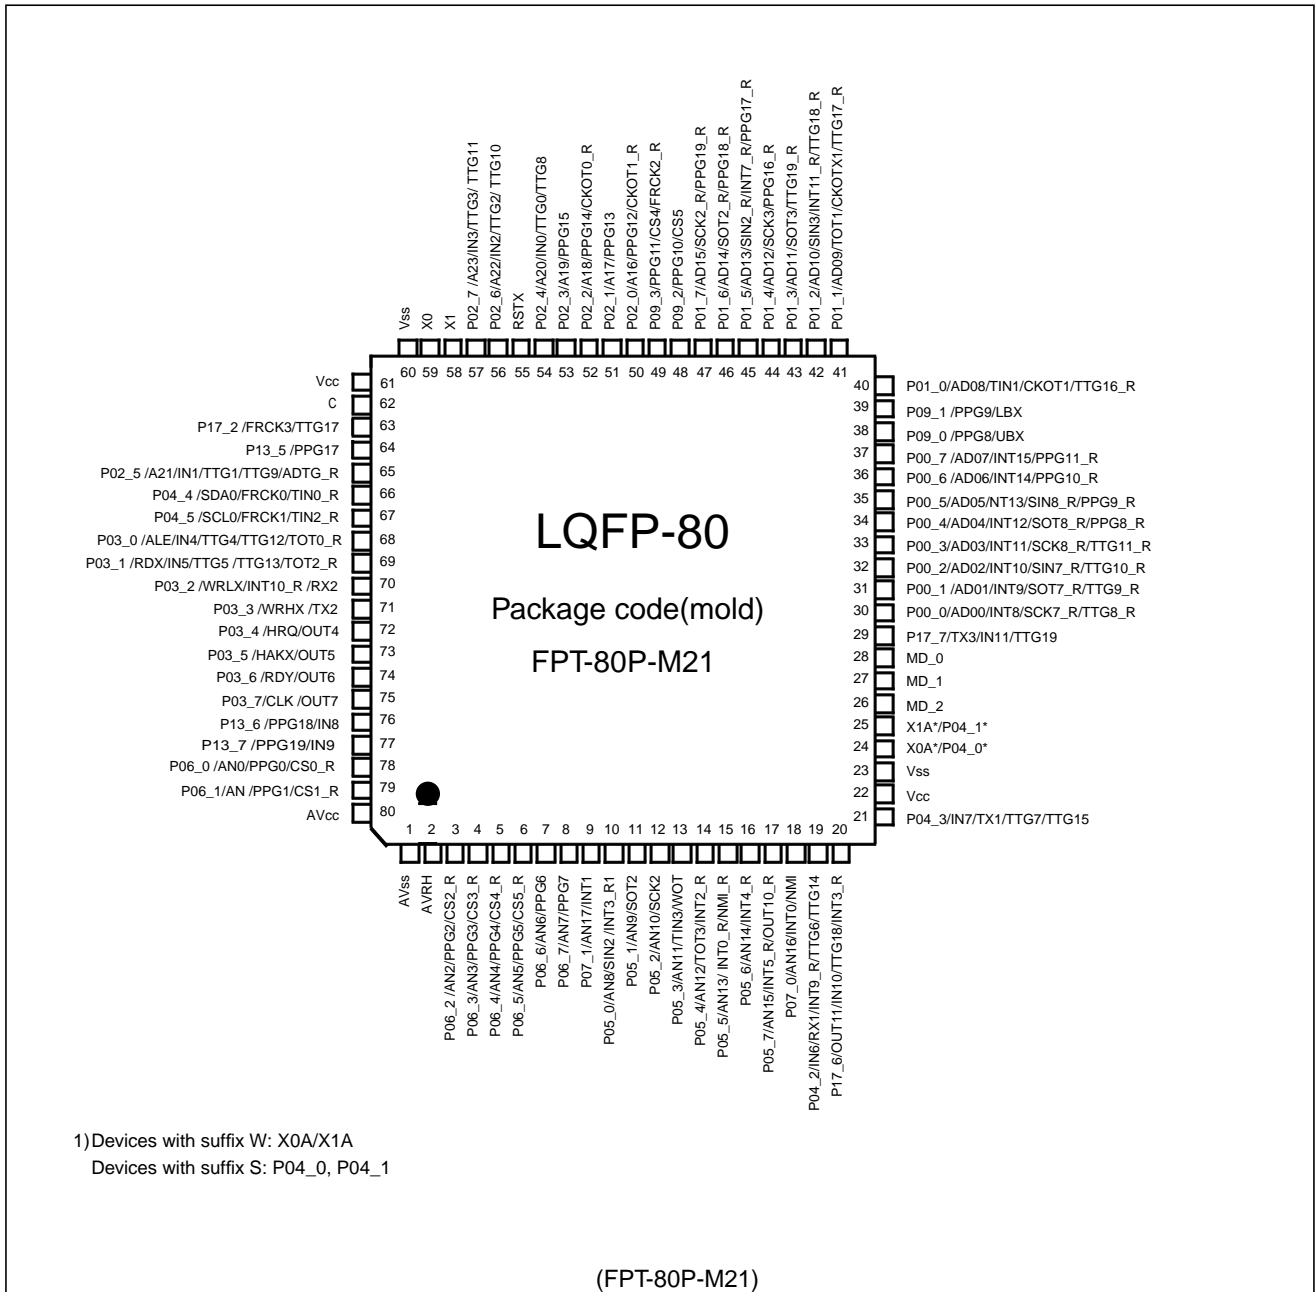 P02_7 /A23/IN3/TTG3/ TTG11
P02_6/A22/IN2/TTG2/ TTG10
P02_4/A20/IN0/TTG8
P02_3/A19/PPG15
P02_2/A18/PPG14/CKOT0_R
P02_1/A17/PPG13
P02_0/A16/PPG12/CKOT1_R
P09_3/PPG11/CS4/FRCK2_R
P09_2/PPG10/CS5
P01_7/AD15/SCK2_R/PPG19_R
P01_6/AD14/SOT2_R/PPG18_R
P01_5/AD13/SIN2_R/INT7_R/PPG17_R
P01_4/AD12/SCK3/PPG16_R
P01_3/AD11/SOT3/TTG19_R
P01_2/AD10/SIN3/INT11_R/TTG18_R
P01_1/AD09/TOT1/CKOTX1/TTG17_R
Vss
X0
X1
RSTX
60 59 58 57 56 55 54 53 52 51 50 49 48 47 46 45 44 43 42 41
Vcc 61
C 62
P17_2 /FRCK3/TTG17 63
P13_5 /PPG17 64
P02_5 /A21/IN1/TTG1/TTG9/ADTG_R 65
P04_4 /SDA0/FRCK0/TIN0_R 66
P04_5 /SCL0/FRCK1/TIN2_R 67
P03_0 /ALE/IN4/TTG4/TTG12/TOT0_R 68
P03_1 /RDX/IN5/TTG5 /TTG13/TOT2_R 69
P03_2 /WRLX/INT10_R /RX2 70
P03_3 /WRHX /TX2 71
P03_4 /HRQ/OUT4 72
P03_5 /HAKX/OUT5 73
P03_6 /RDY/OUT6 74
P03_7/CLK /OUT7 75
P13_6 /PPG18/IN8 76
P13_7 /PPG19/IN9 77
P06_0 /AN0/PPG0/CS0_R 78
P06_1/AN /PPG1/CS1_R 79
AVcc 80
LQFP-80
Package code(mold)
FPT-80P-M21
40 P01_0/AD08/TIN1/CKOT1/TTG16_R
39 P09_1 /PPG9/LBX
38 P09_0 /PPG8/UBX
37 P00_7 /AD07/INT15/PPG11_R
36 P00_6 /AD06/INT14/PPG10_R
35 P00_5/AD05/NT13/SIN8_R/PPG9_R
34 P00_4/AD04/INT12/SOT8_R/PPG8_R
33 P00_3/AD03/INT11/SCK8_R/TTG11_R
32 P00_2/AD02/INT10/SIN7_R/TTG10_R
31 P00_1 /AD01/INT9/SOT7_R/TTG9_R
30 P00_0/AD00/INT8/SCK7_R/TTG8_R
29 P17_7/TX3/IN11/TTG19
28 MD_0
27 MD_1
26 MD_2
25 X1A*/P04_1*
24 X0A*/P04_0*
23 Vss
22 Vcc
21 P04_3/IN7/TX1/TTG7/TTG15
1 2 3 4 5 6 7 8 9 10 11 12 13 14 15 16 17 18 19 20
AVss
AVRH
P06_2 /AN2/PPG2/CS2_R
P06_3/AN3/PPG3/CS3_R
P06_4/AN4/PPG4/CS4_R
P06_5/AN5/PPG5/CS5_R
P06_6/AN6/PPG6
P06_7/AN7/PPG7
P07_1/AN17/INT1
P05_0/AN8/SIN2 /INT3_R1
P05_1/AN9/SOT2
P05_2/AN10/SCK2
P05_3/AN11/TIN3/WOT
P05_4/AN12/TOT3/INT2_R
P05_5/AN13/ INT0_R/NMI_R
P05_6/AN14/INT4_R
P05_7/AN15/INT5_R/OUT10_R
P07_0/AN16/INT0/NMI
P04_2/IN6/RX1/INT9_R/TTG6/TTG14
P17_6/OUT11/IN10/TTG18/INT3_R
1)Devices with suffix W: X0A/X1A
Devices with suffix S: P04_0, P04_1
(FPT-80P-M21)